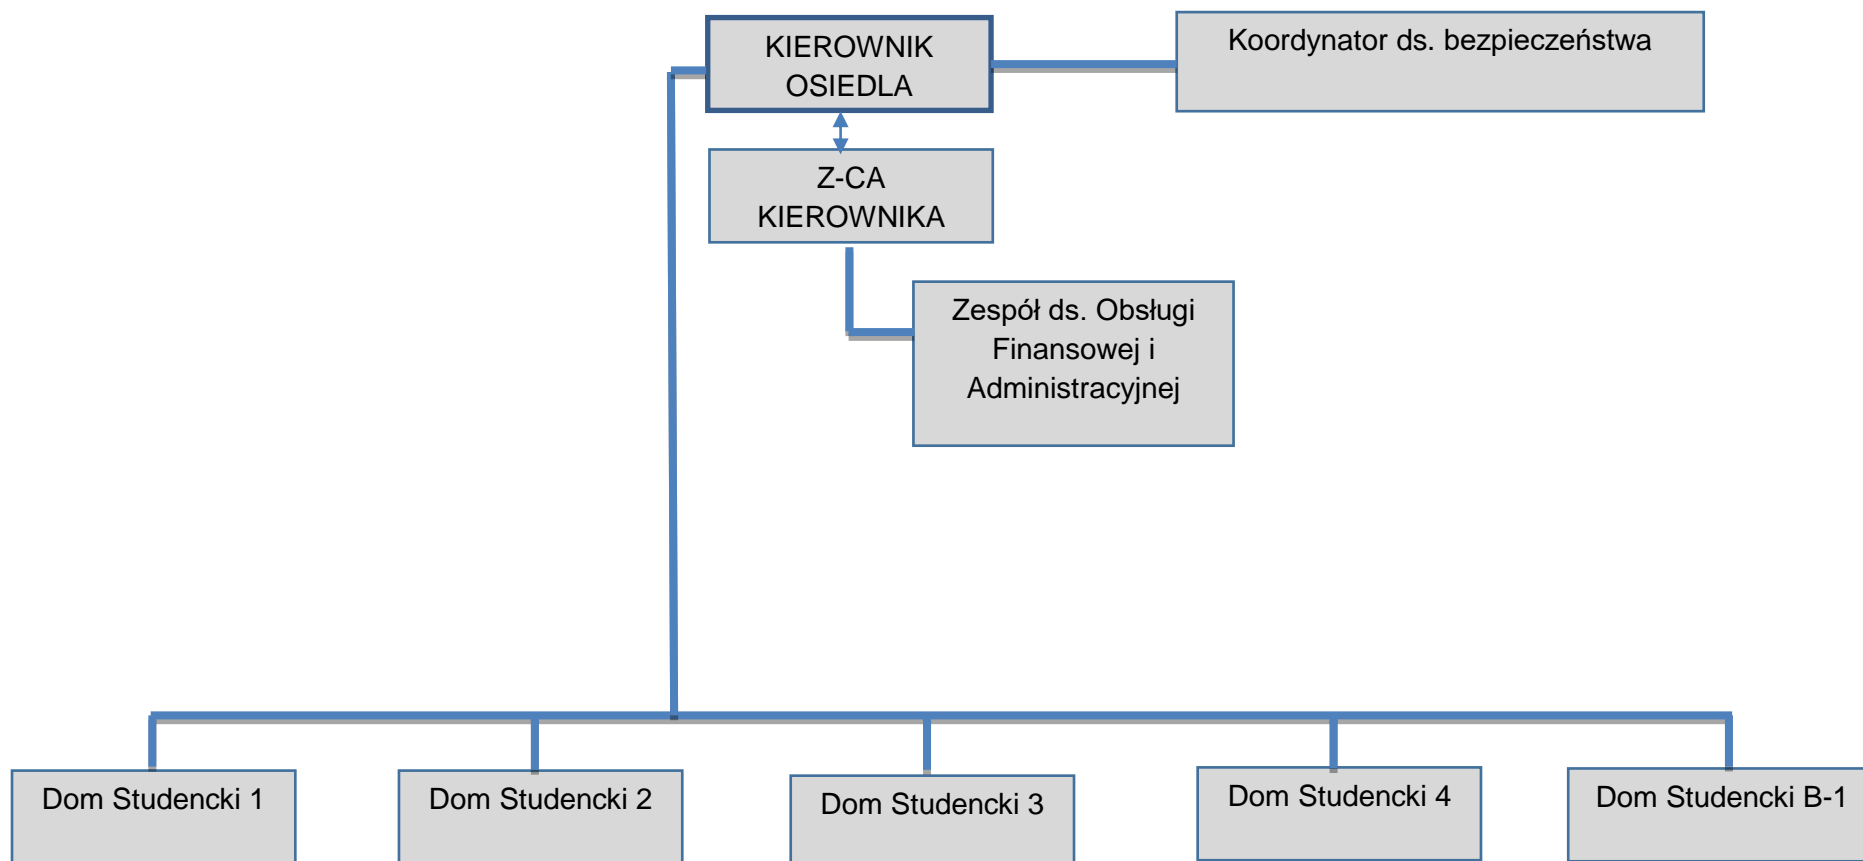 KIEROWNIK
OSIEDLA
Koordynator ds. bezpieczeństwa
Z-CA
KIEROWNIKA
Zespół ds. Obsługi
Finansowej i
Administracyjnej
Dom Studencki 1
Dom Studencki 2
Dom Studencki 3
Dom Studencki 4
Dom Studencki B-1